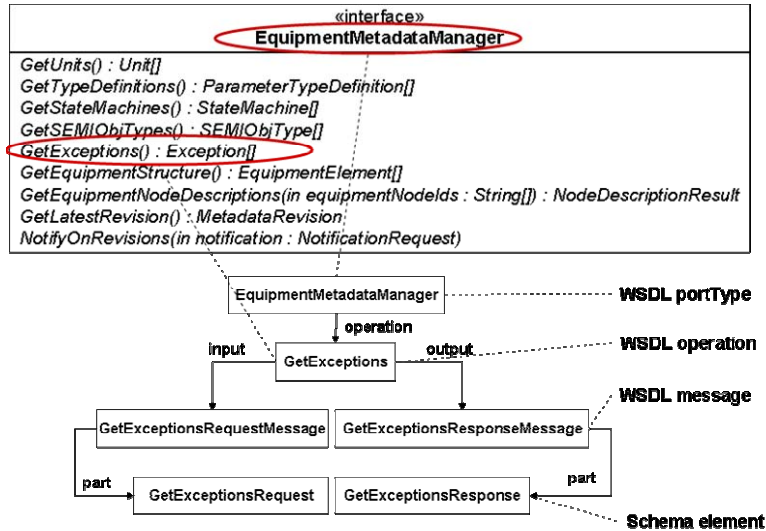 «interface»
EquipmentMetadataManager
GetUnits() : Unit[]
GetTypeDefinitions() : ParameterTypeDefinition[]
GetStateMachines() : StateMachine[]
GetSEMIObjTypes() : SEMIObjType[]
GetExceptions() : Exception[]
GetEquipmentStructure() : EquipmentElement[]
GetEquipmentNodeDescriptions(in equipmentNodeIds : String[]) : NodeDescriptionResult
GetLatestRevision() : MetadataRevision
NotifyOnRevisions(in notification : NotificationRequest)
EquipmentMetadataManager
WSDL portType
operation
input
output
WSDL operation
GetExceptions
WSDL message
GetExceptionsRequestMessage
GetExceptionsResponseMessage
part
part
GetExceptionsRequest
GetExceptionsResponse
Schema element